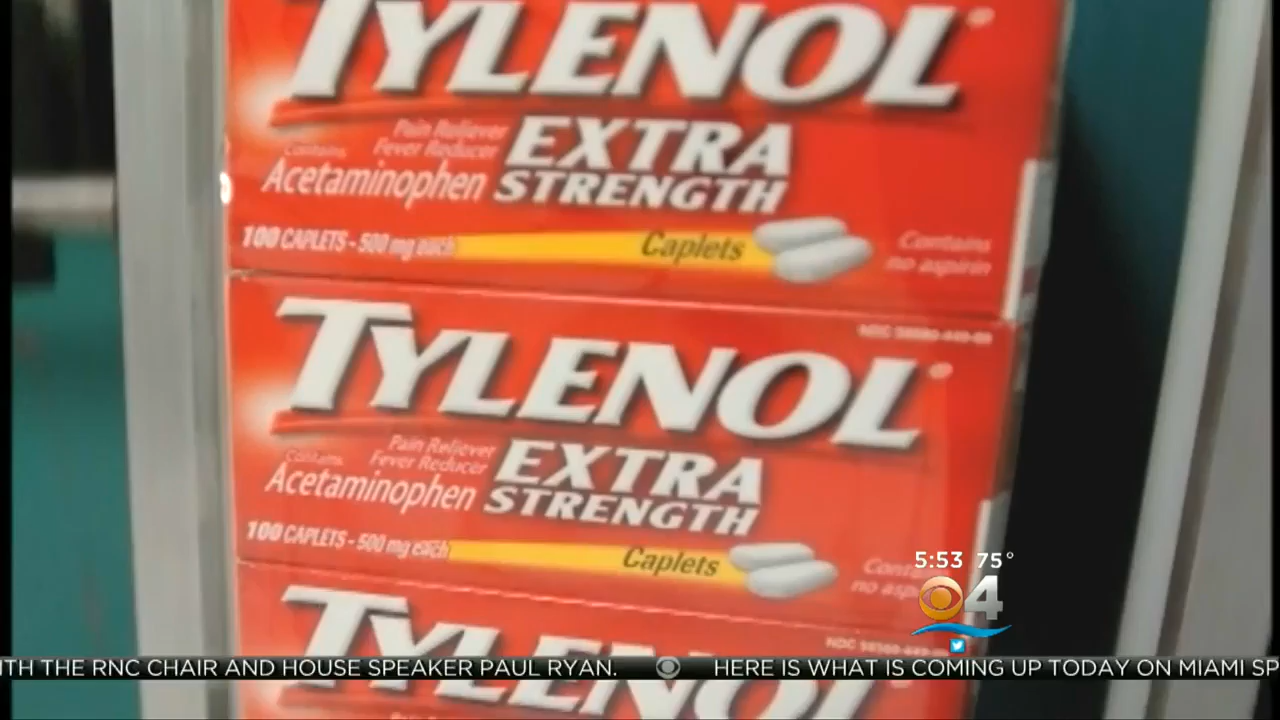 TYLENOL
Pain Reliever
Fever Reducer
EXTRA
STRENGTH
Contains
Acetaminophen
100 CAPLETS - 500 mg each
Caplets
Contains
no aspirin
TYLENOL
Pain Reliever
Fever Reducer
EXTRA
STRENGTH
Contains
Acetaminophen
100 CAPLETS - 500 mg each
Caplets
no
TYLENOL
5:53 75°
4
ITH THE RNC CHAIR AND HOUSE SPEAKER PAUL RYAN. HERE IS WHAT IS COMING UP TODAY ON MIAMI SP